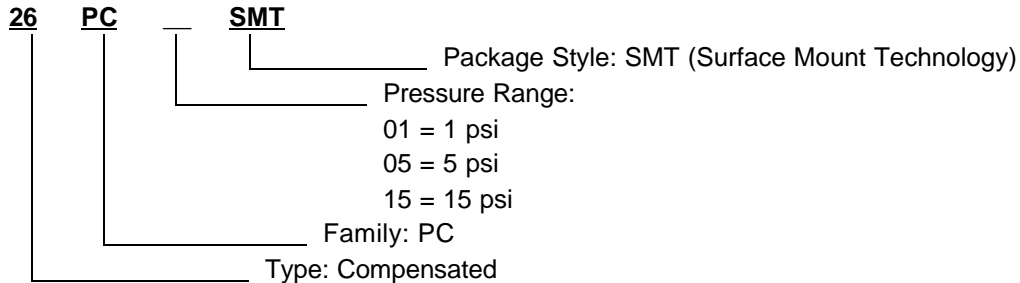 26 PC __ SMT
Package Style: SMT (Surface Mount Technology)
Pressure Range:
01 = 1 psi
05 = 5 psi
15 = 15 psi
Family: PC
Type: Compensated